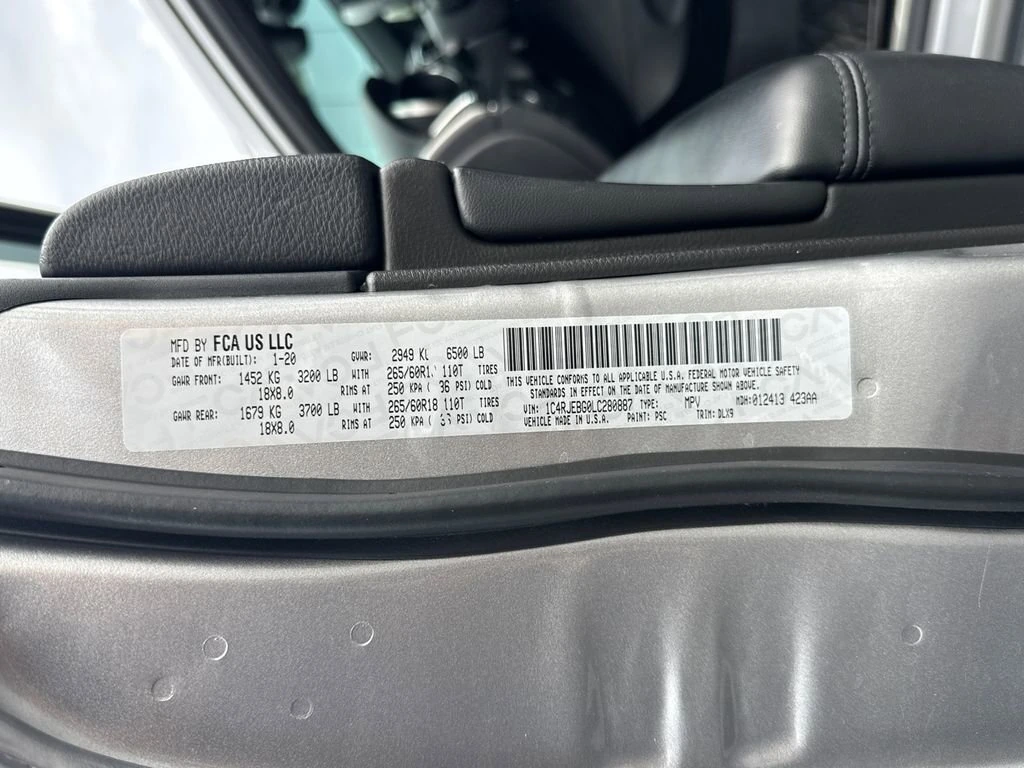 MFD BY FCA US LLC
DATE OF MFR(BUILT): 1-20 GVWR: 2949 6500 LB
GAWR FRONT: 1452 KG 3200 LB WITH 265/60R1 110T TIRES
18X8.0 RIMS AT 250 KPA ( 36 PSI) COLD
GAWR REAR: 1679 KG 3700 LB WITH 265/60R18 110T TIRES
18X8.0 RIMS AT 250 KPA ( PSI) COLD
THIS VEHICLE CONFORMS TO ALL APPLICABLE U.S.A. FEDERAL MOTOR VEHICLE SAFETY
STANDARDS IN EFFECT ON THE DATE OF MANUFACTURE SHOWN ABOVE.
VIN: 1C4RJEBG0LC280887 TYPE: MPV MDH:012413 423AA
MADE IN U.S.A. PAINT: PSC TRIM: DLX9